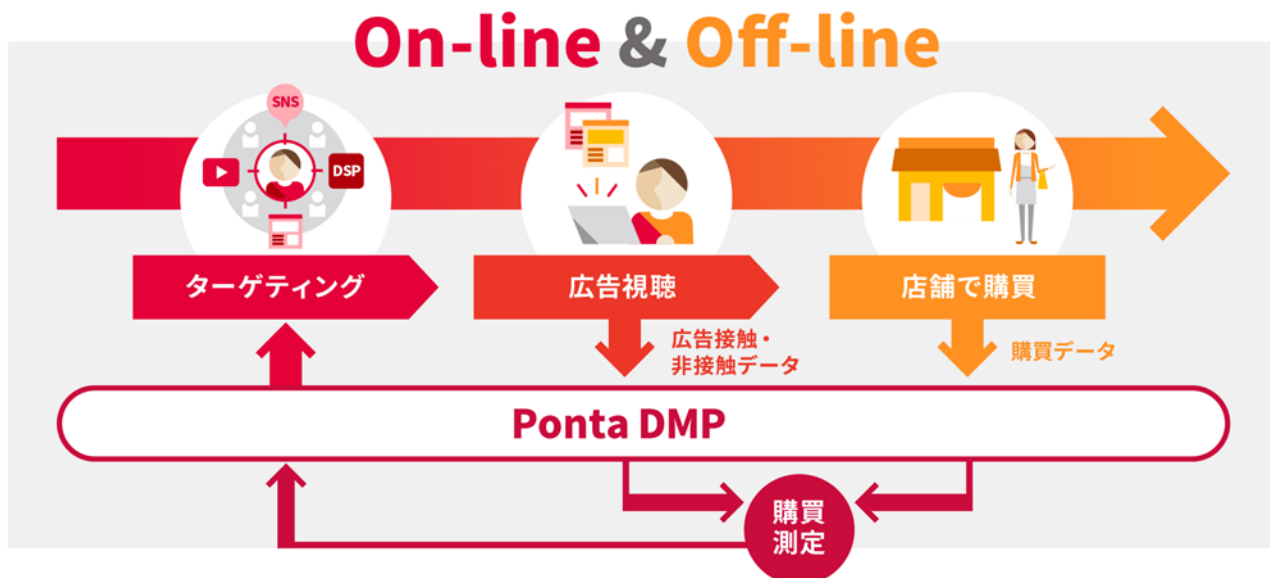 On-line & Off-line
SNS
DSP
ターゲティング
広告視聴
店舗で購買
広告接触・
非接触データ
購買データ
Ponta DMP
購買
測定